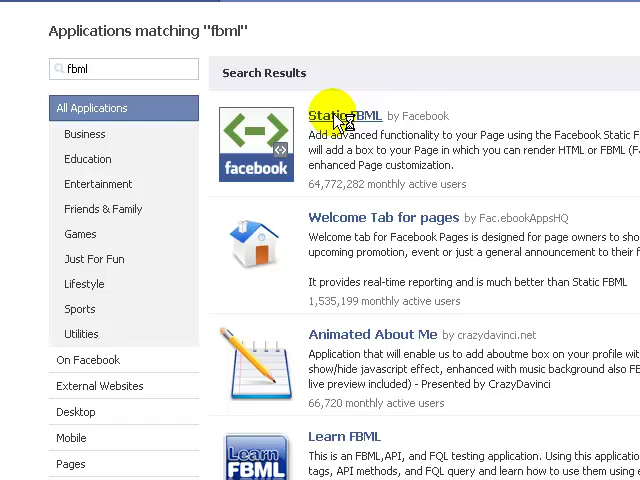 Applications matching "fbml"
fbml
Search Results
All Applications
Business
Education
Entertainment
Friends & Family
Games
Just For Fun
Lifestyle
Sports
Utilities
On Facebook
External Websites
Desktop
Mobile
Pages
facebook
Static FBML by Facebook
Add advanced functionality to your Page using the Facebook Static F
will add a box to your Page in which you can render HTML or FBML (F
enhanced Page customization.
64,772,282 monthly active users
Welcome Tab for pages by Fac.ebookAppsHQ
Welcome tab for Facebook Pages is designed for page owners to sho
upcoming promotion, event or just a general announcement to their f
It provides real-time reporting and is much better than Static FBML
1,535,199 monthly active users
Animated About Me by crazydavinci.net
Application that will enable us to add aboutme box on your profile wit
show/hide javascript effect, enhanced with music background also FB
live preview included) - Presented by CrazyDavinci
66,720 monthly active users
Learn
FBML
Learn FBML
This is an FBML,API, and FQL testing application. Using this applicatio
tags, API methods, and FQL query and learn how to use them using e